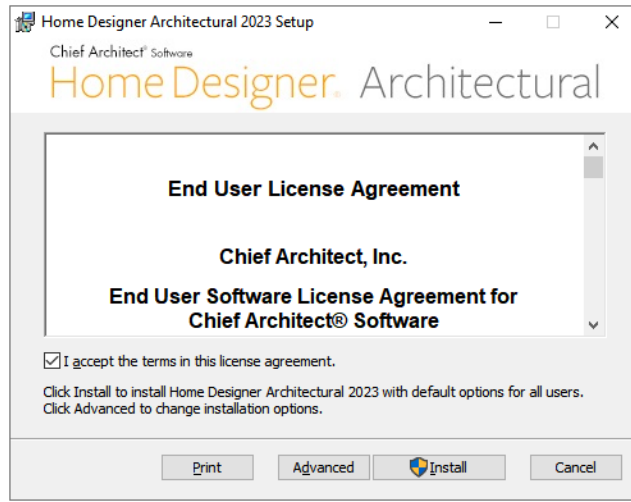 Home Designer Architectural 2023 Setup
Chief Architect® Software
Home Designer® Architectural
End User License Agreement
Chief Architect, Inc.
End User Software License Agreement for
Chief Architect® Software
I accept the terms in this license agreement.
Click Install to install Home Designer Architectural 2023 with default options for all users.
Click Advanced to change installation options.
Print Advanced Install Cancel